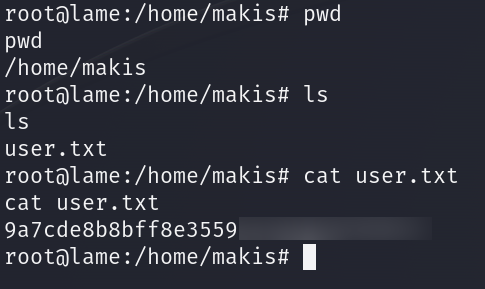 root@lame:/home/makis# pwd
pwd
/home/makis
root@lame:/home/makis# ls
ls
user.txt
root@lame:/home/makis# cat user.txt
cat user.txt
9a7cde8b8bff8e3559
root@lame:/home/makis#